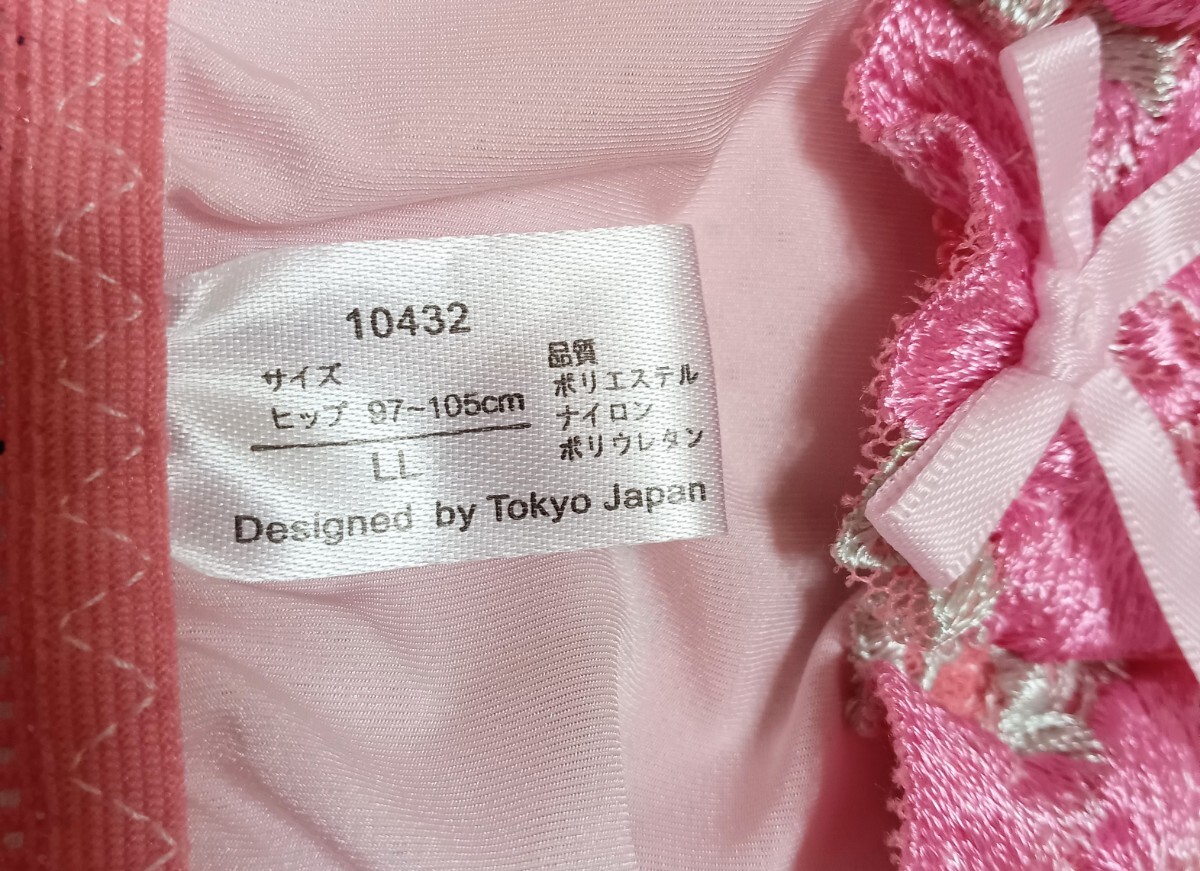 10432
サイズ
ヒップ 97~105cm
LL
品質
ポリエステル
ナイロン
ポリウレタン
Designed by Tokyo Japan